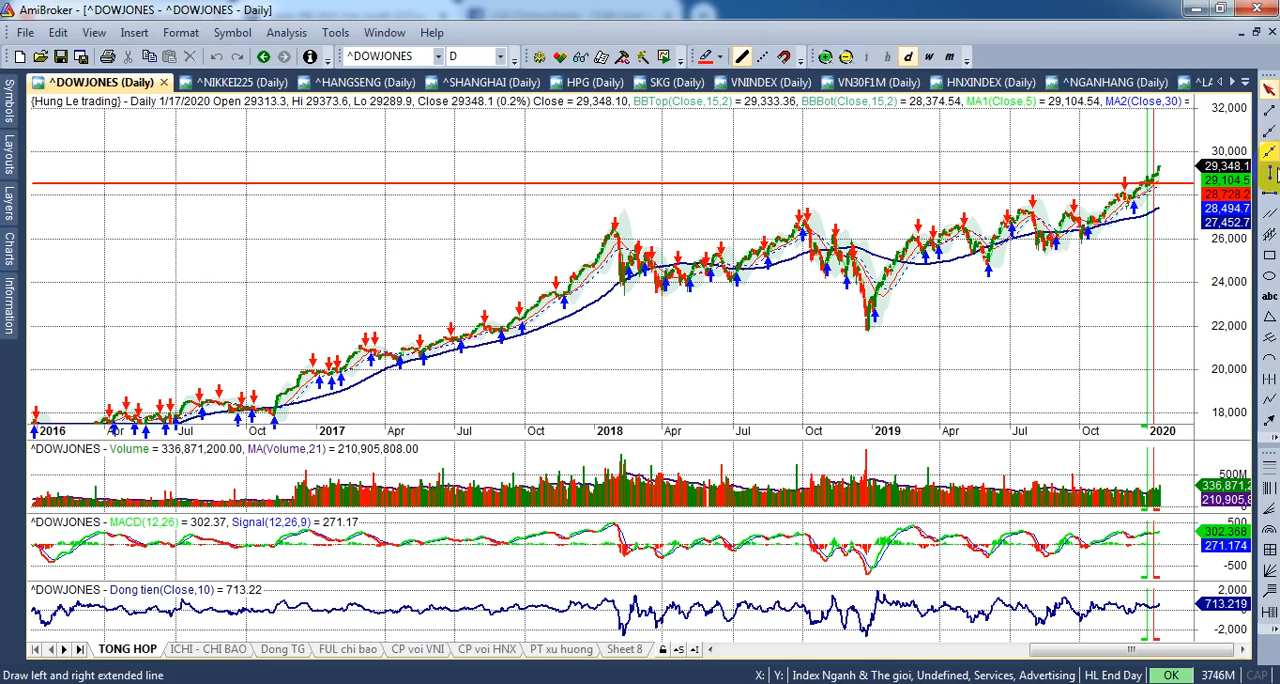 AmiBroker - [^DOWJONES - ^DOWJONES - Daily]
File Edit View Insert Format Symbol Analysis Tools Window Help
^DOWJONES D i h d w m
^DOWJONES (Daily) ^NIKKEI225 (Daily) ^HANGSENG (Daily) ^SHANGHAI (Daily) HPG (Daily) SKG (Daily) VNINDEX (Daily) VN30F1M (Daily) HNXINDEX (Daily) ^NGANHANG (Daily) ^LA
{Hung Le trading} - Daily 1/17/2020 Open 29313.3, Hi 29373.6, Lo 29289.9, Close 29348.1 (0.2%) Close = 29,348.10, BBTop(Close,15,2) = 29,333.36, BBBot(Close,15,2) = 28,374.54, MA1(Close,5) = 29,104.54, MA2(Close,30) =
Symbols
Layouts
Layers
Charts
Information
32,000
30,000
29,348.1
29,104.5
28,728.2
28,494.7
27,452.7
26,000
24,000
22,000
20,000
18,000
abc
2016 Apr Jul Oct 2017 Apr Jul Oct 2018 Apr Jul Oct 2019 Apr Jul Oct 2020
^DOWJONES - Volume = 336,871,200.00, MA(Volume,21) = 210,905,808.00
500M
336,871,2
210,905,8
^DOWJONES - MACD(12,26) = 302.37, Signal(12,26,9) = 271.17
500
302.368
271.174
-500
^DOWJONES - Dong tien(Close,10) = 713.22
2,000
713.219
-2,000
TONG HOP ICHI - CHI BAO Dong TG FUL chi bao CP voi VNI CP voi HNX PT xu huong Sheet 8
Draw left and right extended line X: Y: Index Nganh & The gioi, Undefined, Services, Advertising HL End Day OK 3746M CAP